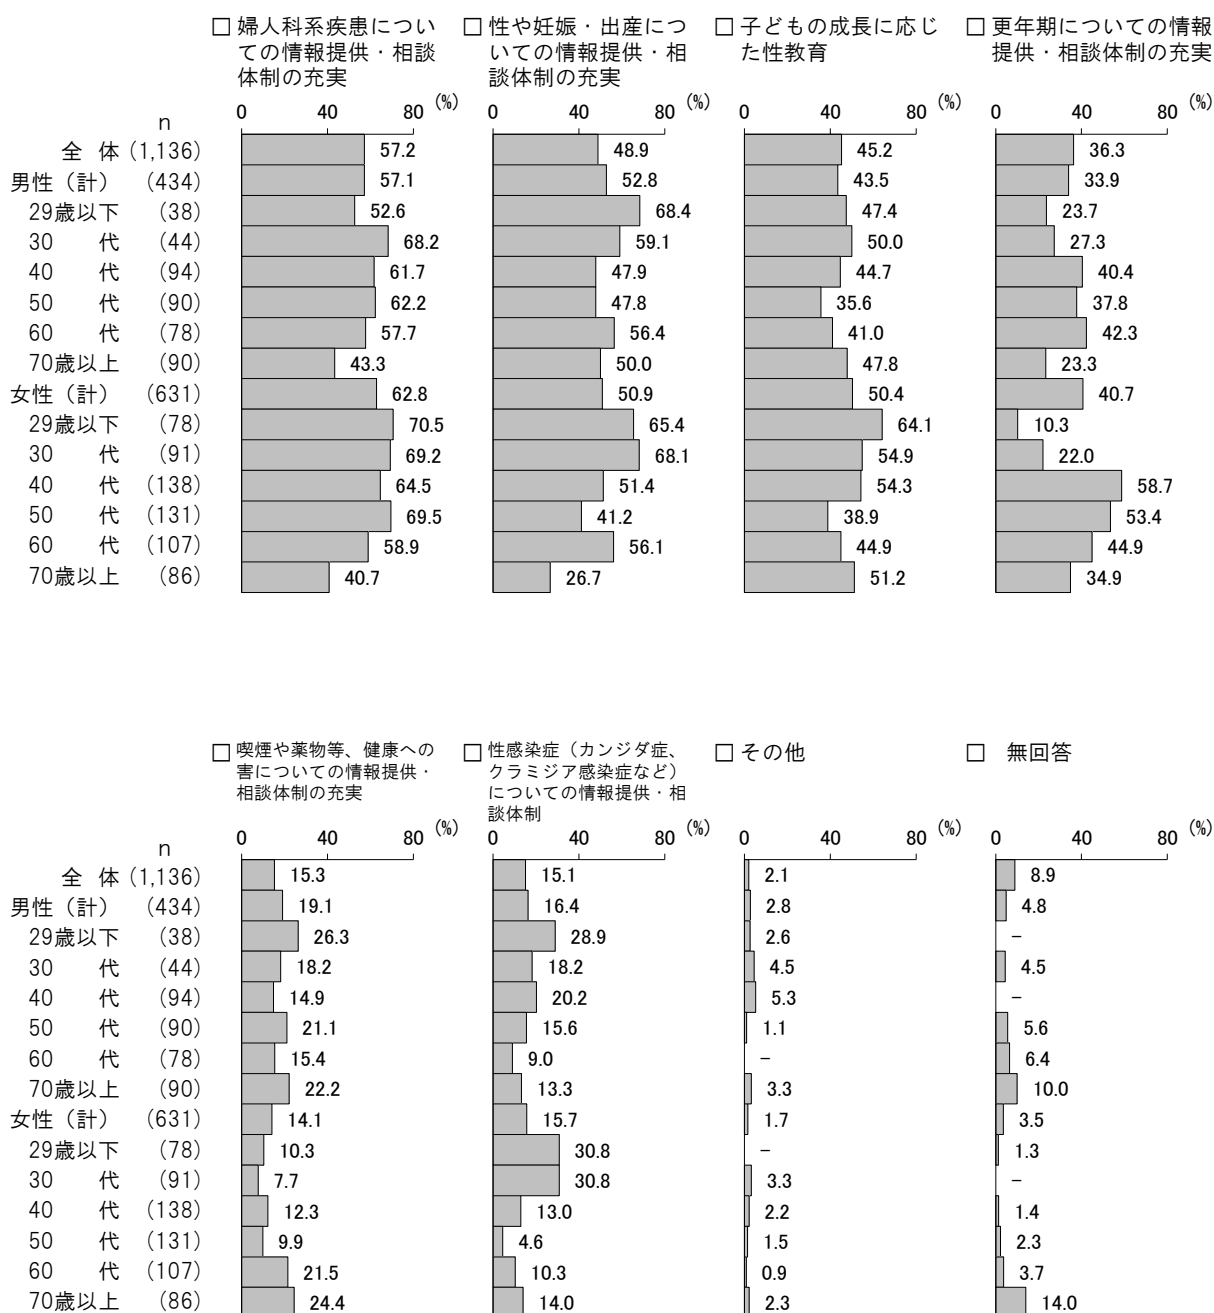 □ 婦人科系疾患につい
ての情報提供・相談
体制の充実
□ 性や妊娠・出産につ
いての情報提供・相
談体制の充実
□ 子どもの成長に応じ
た性教育
□ 更年期についての情報
提供・相談体制の充実
0 40 80 (%) 0 40 80 (%) 0 40 80 (%) 0 40 80 (%)
n
全 体 (1,136) 57.2 48.9 45.2 36.3
男性(計) (434) 57.1 52.8 43.5 33.9
29歳以下 (38) 52.6 68.4 47.4 23.7
30 代 (44) 68.2 59.1 50.0 27.3
40 代 (94) 61.7 47.9 44.7 40.4
50 代 (90) 62.2 47.8 35.6 37.8
60 代 (78) 57.7 56.4 41.0 42.3
70歳以上 (90) 43.3 50.0 47.8 23.3
女性(計) (631) 62.8 50.9 50.4 40.7
29歳以下 (78) 70.5 65.4 64.1 10.3
30 代 (91) 69.2 68.1 54.9 22.0
40 代 (138) 64.5 51.4 54.3 58.7
50 代 (131) 69.5 41.2 38.9 53.4
60 代 (107) 58.9 56.1 44.9 44.9
70歳以上 (86) 40.7 26.7 51.2 34.9
□ 喫煙や薬物等、健康への
害についての情報提供・
相談体制の充実
□ 性感染症(カンジダ症、
クラミジア感染症など)
についての情報提供・相
談体制
□ その他
□ 無回答
0 40 80 (%) 0 40 80 (%) 0 40 80 (%) 0 40 80 (%)
n
全 体 (1,136) 15.3 15.1 2.1 8.9
男性(計) (434) 19.1 16.4 2.8 4.8
29歳以下 (38) 26.3 28.9 2.6 –
30 代 (44) 18.2 18.2 4.5 4.5
40 代 (94) 14.9 20.2 5.3 –
50 代 (90) 21.1 15.6 1.1 5.6
60 代 (78) 15.4 9.0 – 6.4
70歳以上 (90) 22.2 13.3 3.3 10.0
女性(計) (631) 14.1 15.7 1.7 3.5
29歳以下 (78) 10.3 30.8 – 1.3
30 代 (91) 7.7 30.8 3.3 –
40 代 (138) 12.3 13.0 2.2 1.4
50 代 (131) 9.9 4.6 1.5 2.3
60 代 (107) 21.5 10.3 0.9 3.7
70歳以上 (86) 24.4 14.0 2.3 14.0